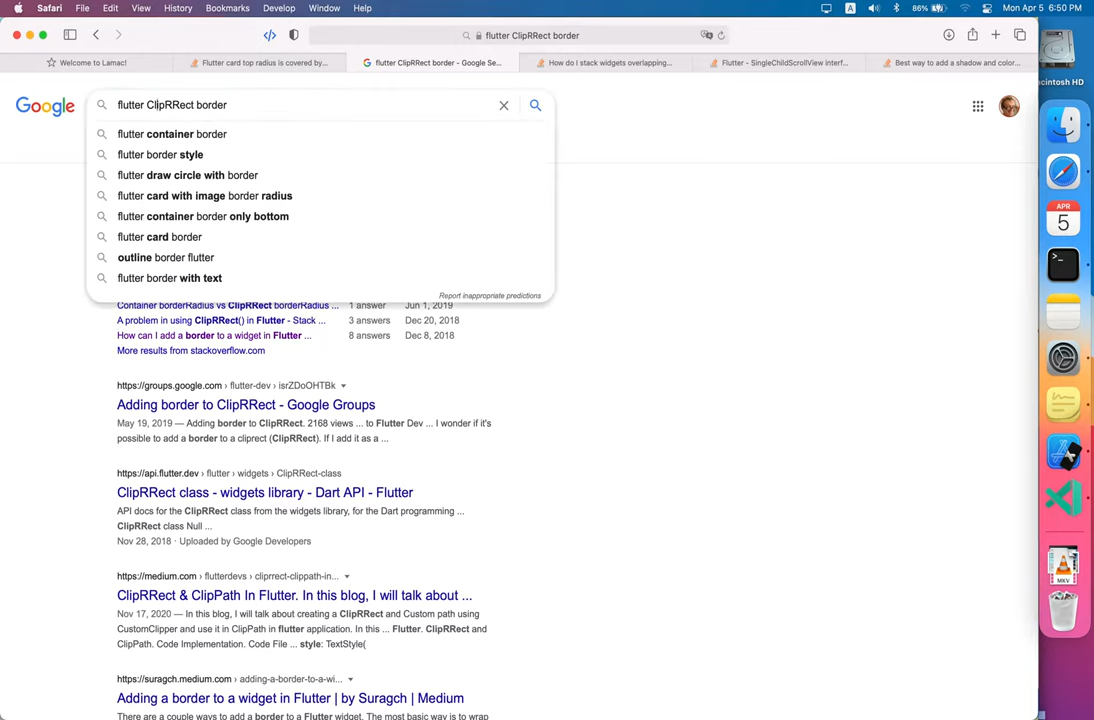 Safari File Edit View History Bookmarks Develop Window Help A 86% Mon Apr 5 6:50 PM
flutter ClipRRect border
Welcome to Lamac! Flutter card top radius is covered by... flutter ClipRRect border - Google Se... How do I stack widgets overlapping... Flutter - SingleChildScrollView interf... Best way to add a shadow and color...
acintosh HD
Google flutter ClipRRect border
flutter container border
flutter border style
flutter draw circle with border
flutter card with image border radius
flutter container border only bottom
flutter card border
outline border flutter
flutter border with text
Report inappropriate predictions
Container borderRadius vs ClipRRect borderRadius ... 1 answer Jun 1, 2019
A problem in using ClipRRect() in Flutter - Stack ... 3 answers Dec 20, 2018
How can I add a border to a widget in Flutter ... 8 answers Dec 8, 2018
More results from stackoverflow.com
https://groups.google.com › flutter-dev › isrZDoOHTBk
Adding border to ClipRRect - Google Groups
May 19, 2019 — Adding border to ClipRRect. 2168 views ... to Flutter Dev ... I wonder if it's
possible to add a border to a cliprect (ClipRRect). If I add it as a ...
https://api.flutter.dev › flutter › widgets › ClipRRect-class
ClipRRect class - widgets library - Dart API - Flutter
API docs for the ClipRRect class from the widgets library, for the Dart programming ...
ClipRRect class Null ...
Nov 28, 2018 · Uploaded by Google Developers
https://medium.com › flutterdevs › cliprrect-clippath-in...
ClipRRect & ClipPath In Flutter. In this blog, I will talk about ...
Nov 17, 2020 — In this blog, I will talk about creating a ClipRRect and Custom path using
CustomClipper and use it in ClipPath in flutter application. In this ... Flutter. ClipRRect and
ClipPath. Code Implementation. Code File ... style: TextStyle(
https://suragch.medium.com › adding-a-border-to-a-wi...
Adding a border to a widget in Flutter | by Suragch | Medium
There are a couple ways to add a border to a Flutter widget. The most basic way is to wrap
APR
5
MKV